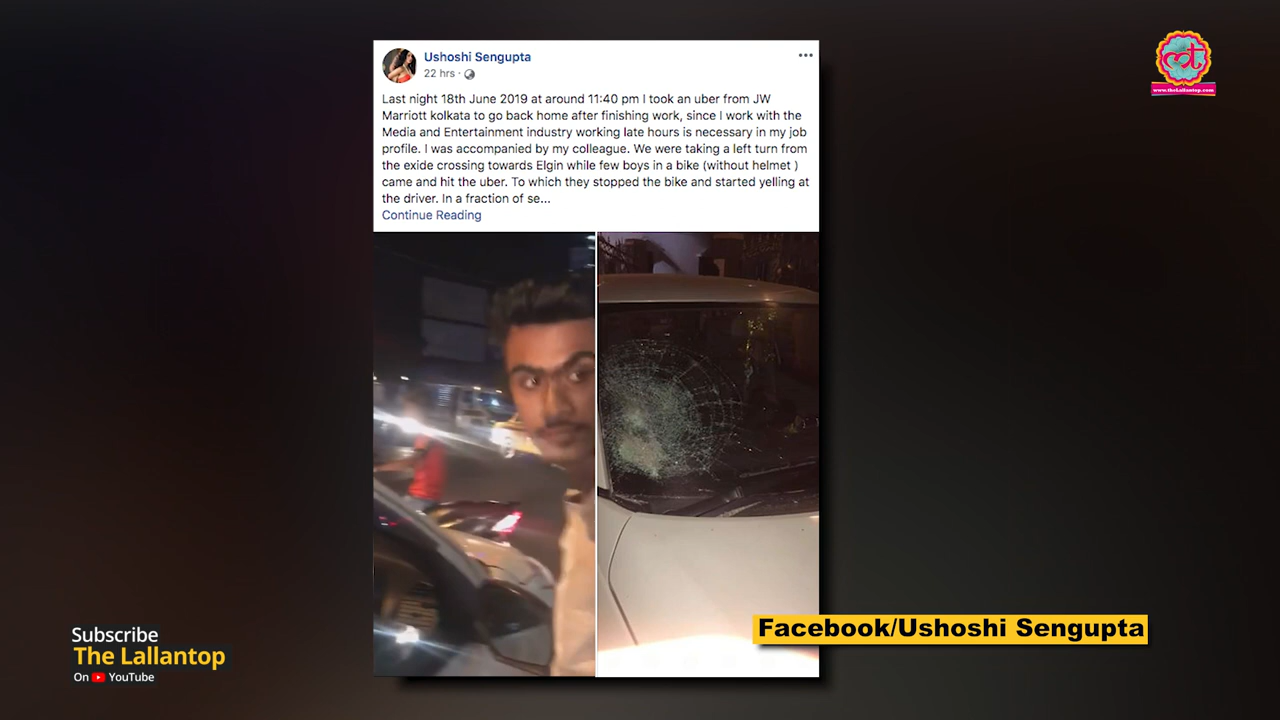 Ushoshi Sengupta
22 hrs ·
Last night 18th June 2019 at around 11:40 pm I took an uber from JW
Marriott kolkata to go back home after finishing work, since I work with the
Media and Entertainment industry working late hours is necessary in my job
profile. I was accompanied by my colleague. We were taking a left turn from
the exide crossing towards Elgin while few boys in a bike (without helmet )
came and hit the uber. To which they stopped the bike and started yelling at
the driver. In a fraction of se...
Continue Reading
लT
www.thelallantop.com
Facebook/Ushoshi Sengupta
Subscribe
The Lallantop
On YouTube